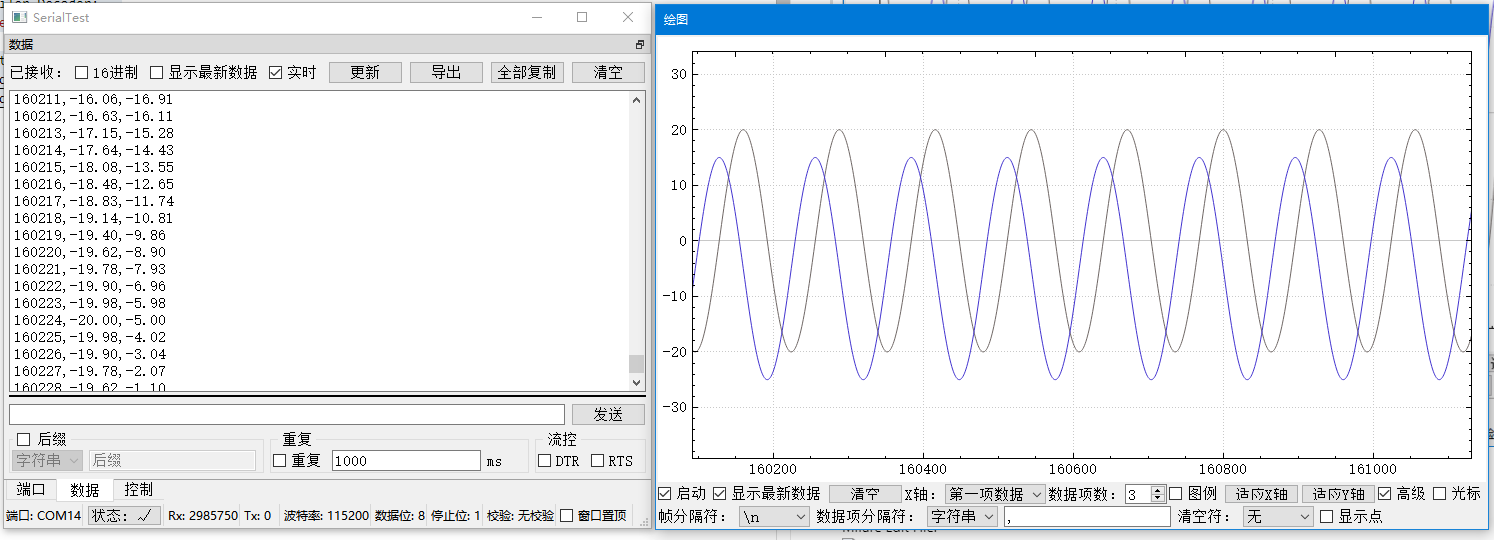 SerialTest
数据
已接收： 16进制 显示最新数据 实时 更新 导出 全部复制 清空
160211,-16.06,-16.91
160212,-16.63,-16.11
160213,-17.15,-15.28
160214,-17.64,-14.43
160215,-18.08,-13.55
160216,-18.48,-12.65
160217,-18.83,-11.74
160218,-19.14,-10.81
160219,-19.40,-9.86
160220,-19.62,-8.90
160221,-19.78,-7.93
160222,-19.90,-6.96
160223,-19.98,-5.98
160224,-20.00,-5.00
160225,-19.98,-4.02
160226,-19.90,-3.04
160227,-19.78,-2.07
160228,-19.62,-1.10
发送
后缀 重复 流控
字符串 后缀 重复 1000 ms DTR RTS
端口 数据 控制
端口: COM14 状态: ✓ Rx: 2985750 Tx: 0 波特率: 115200 数据位: 8 停止位: 1 校验: 无校验 窗口置顶
绘图
30
20
10
0
-10
-20
-30
160200 160400 160600 160800 161000
启动 显示最新数据 清空 X轴： 第一项数据 数据项数： 3 图例 适应X轴 适应Y轴 高级 光标
帧分隔符： \n 数据项分隔符： 字符串 , 清空符： 无 显示点